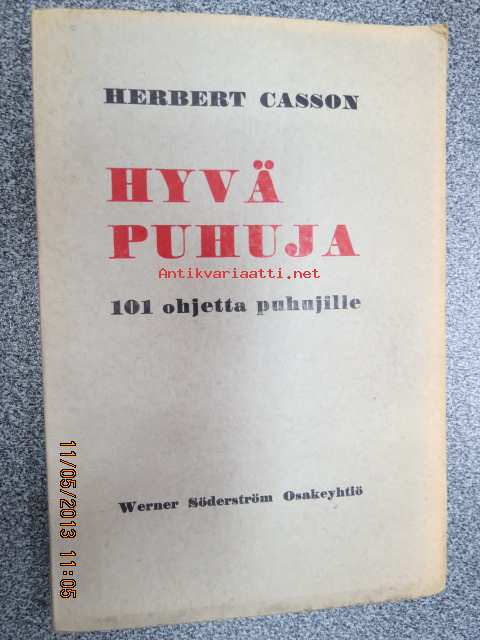 HERBERT CASSON
HYVÄ
PUHUJA
Antikvariaatti.net
101 ohjetta puhujille
Werner Söderström Osakeyhtiö
11/05/2013 11:05